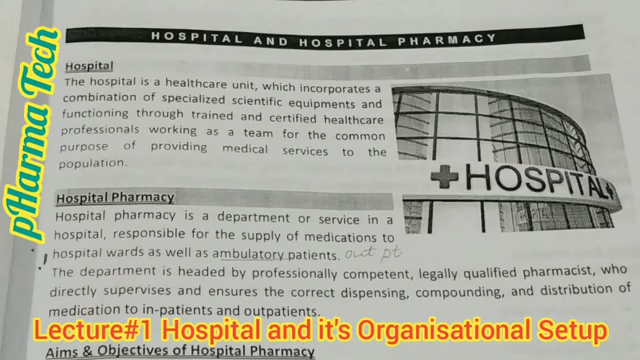 HOSPITAL AND HOSPITAL PHARMACY
pHarma Tech
Hospital
The hospital is a healthcare unit, which incorporates a
combination of specialized scientific equipments and
functioning through trained and certified healthcare
professionals working as a team for the common
purpose of providing medical services to the
population.
HOSPITAL
Hospital Pharmacy
Hospital pharmacy is a department or service in a
hospital, responsible for the supply of medications to
hospital wards as well as ambulatory patients. out pt
The department is headed by professionally competent, legally qualified pharmacist, who
directly supervises and ensures the correct dispensing, compounding, and distribution of
medication to in-patients and outpatients.
Lecture#1 Hospital and it's Organisational Setup
Aims & Objectives of Hospital Pharmacy